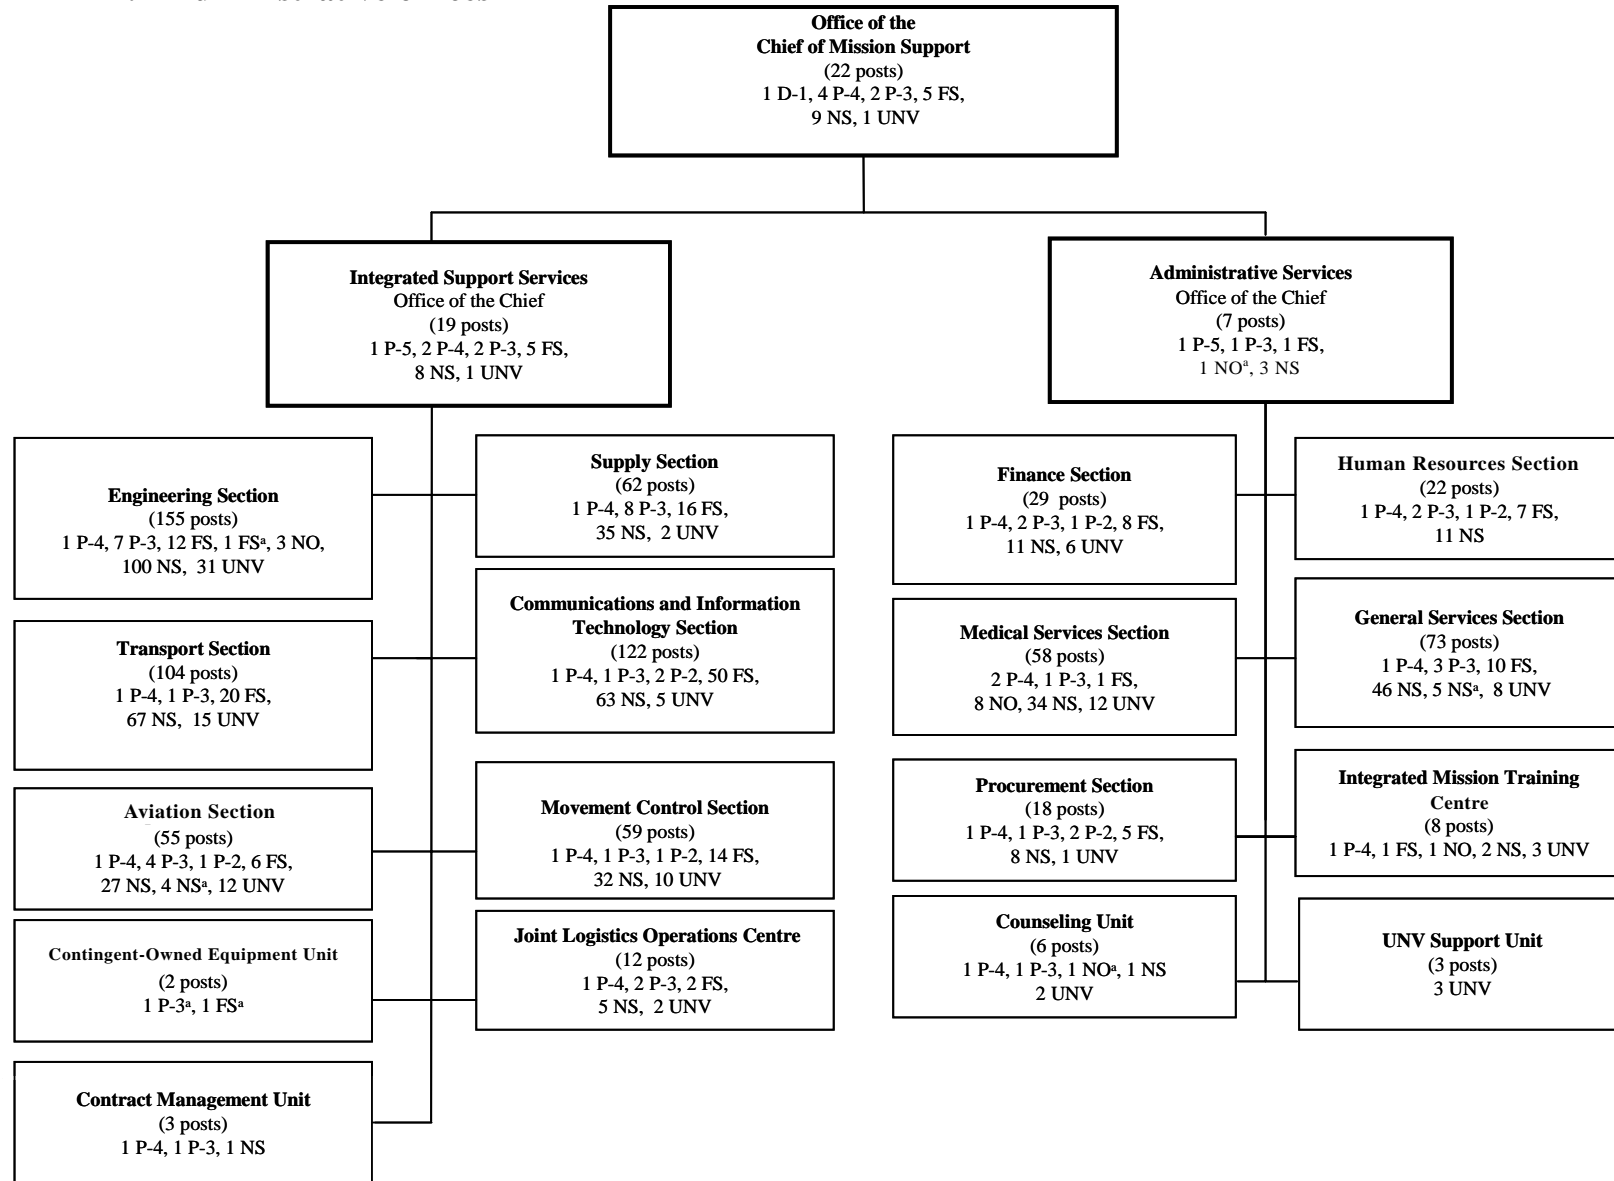 Office of the
Chief of Mission Support
(22 posts)
1 D-1, 4 P-4, 2 P-3, 5 FS,
9 NS, 1 UNV
Integrated Support Services
Office of the Chief
(19 posts)
1 P-5, 2 P-4, 2 P-3, 5 FS,
8 NS, 1 UNV
Administrative Services
Office of the Chief
(7 posts)
1 P-5, 1 P-3, 1 FS,
1 NOª, 3 NS
Engineering Section
(155 posts)
1 P-4, 7 P-3, 12 FS, 1 FSª, 3 NO,
100 NS, 31 UNV
Supply Section
(62 posts)
1 P-4, 8 P-3, 16 FS,
35 NS, 2 UNV
Finance Section
(29 posts)
1 P-4, 2 P-3, 1 P-2, 8 FS,
11 NS, 6 UNV
Human Resources Section
(22 posts)
1 P-4, 2 P-3, 1 P-2, 7 FS,
11 NS
Transport Section
(104 posts)
1 P-4, 1 P-3, 20 FS,
67 NS, 15 UNV
Communications and Information
Technology Section
(122 posts)
1 P-4, 1 P-3, 2 P-2, 50 FS,
63 NS, 5 UNV
Medical Services Section
(58 posts)
2 P-4, 1 P-3, 1 FS,
8 NO, 34 NS, 12 UNV
General Services Section
(73 posts)
1 P-4, 3 P-3, 10 FS,
46 NS, 5 NSª, 8 UNV
Aviation Section
(55 posts)
1 P-4, 4 P-3, 1 P-2, 6 FS,
27 NS, 4 NSª, 12 UNV
Movement Control Section
(59 posts)
1 P-4, 1 P-3, 1 P-2, 14 FS,
32 NS, 10 UNV
Procurement Section
(18 posts)
1 P-4, 1 P-3, 2 P-2, 5 FS,
8 NS, 1 UNV
Integrated Mission Training
Centre
(8 posts)
1 P-4, 1 FS, 1 NO, 2 NS, 3 UNV
Contingent-Owned Equipment Unit
(2 posts)
1 P-3ª, 1 FSª
Joint Logistics Operations Centre
(12 posts)
1 P-4, 2 P-3, 2 FS,
5 NS, 2 UNV
Counseling Unit
(6 posts)
1 P-4, 1 P-3, 1 NOª, 1 NS
2 UNV
UNV Support Unit
(3 posts)
3 UNV
Contract Management Unit
(3 posts)
1 P-4, 1 P-3, 1 NS